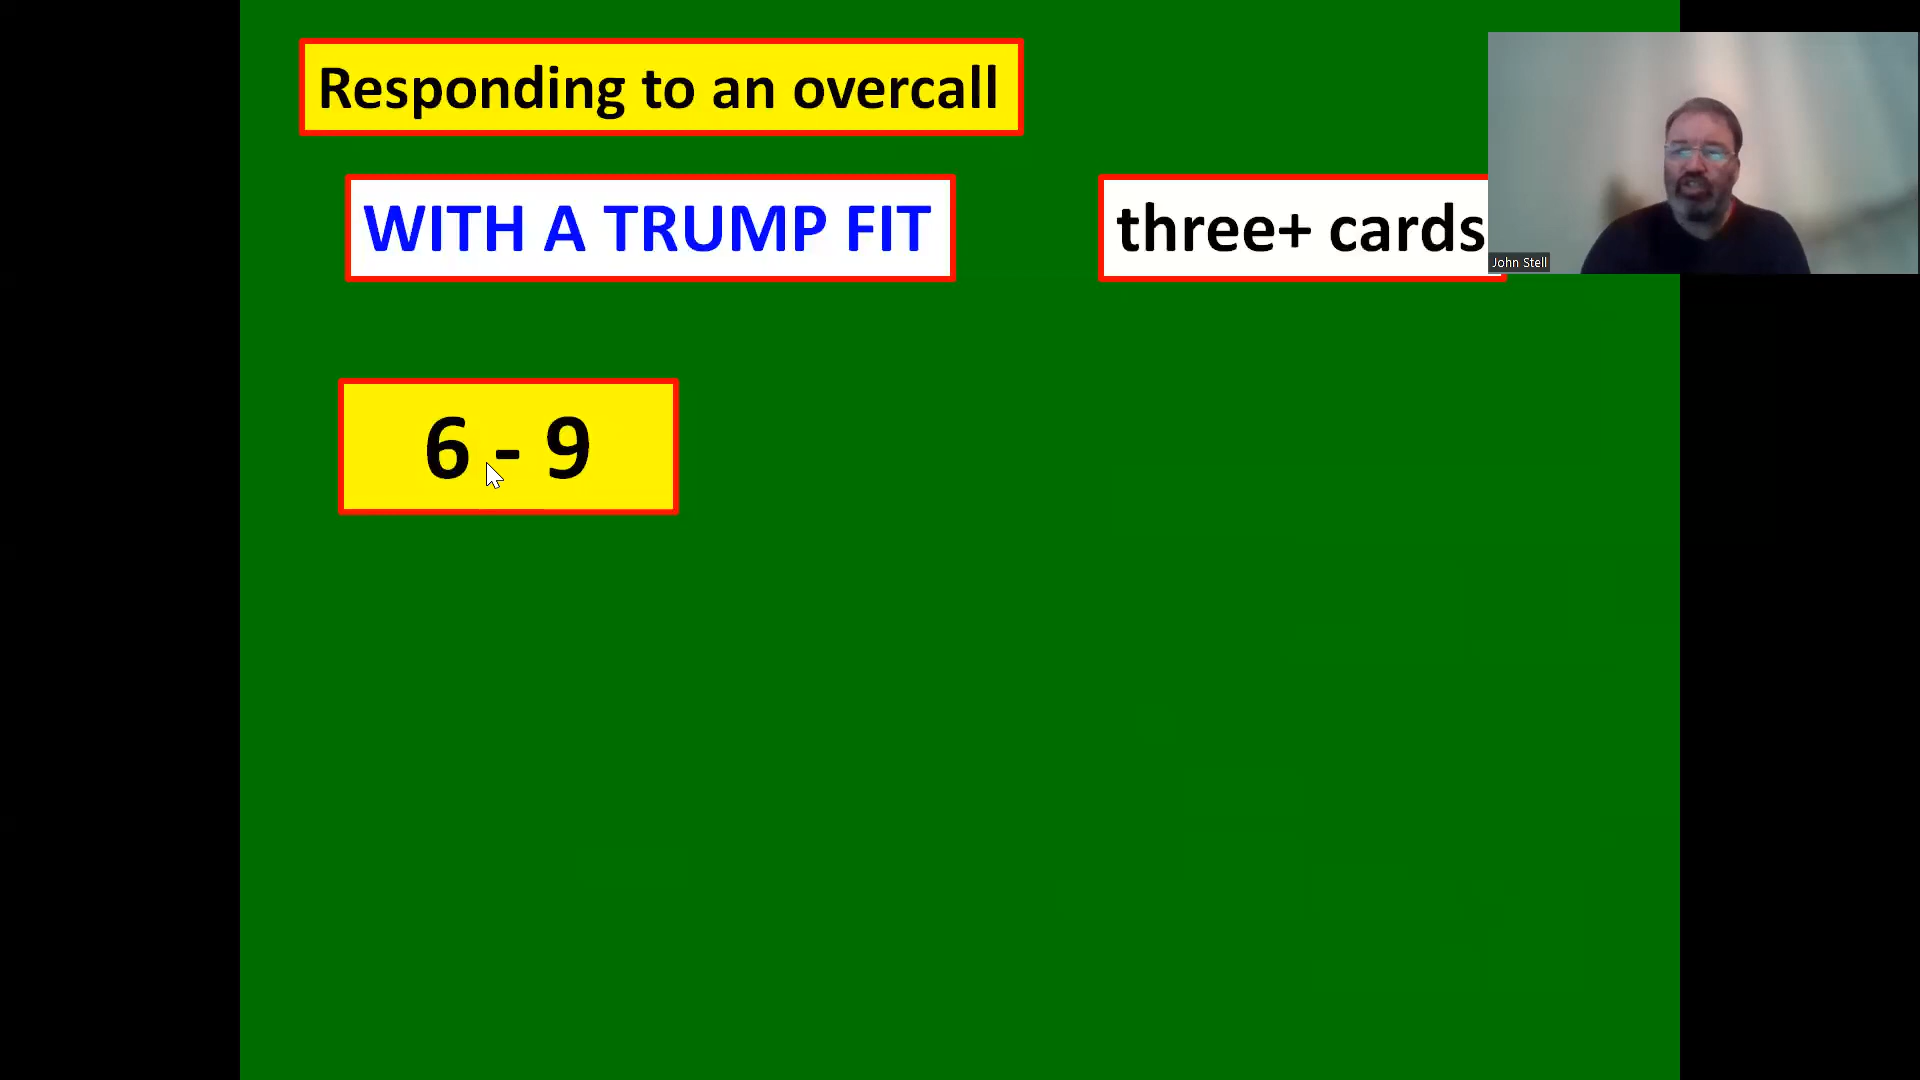 Responding to an overcall
WITH A TRUMP FIT
three+ cards
John Stell
6 - 9